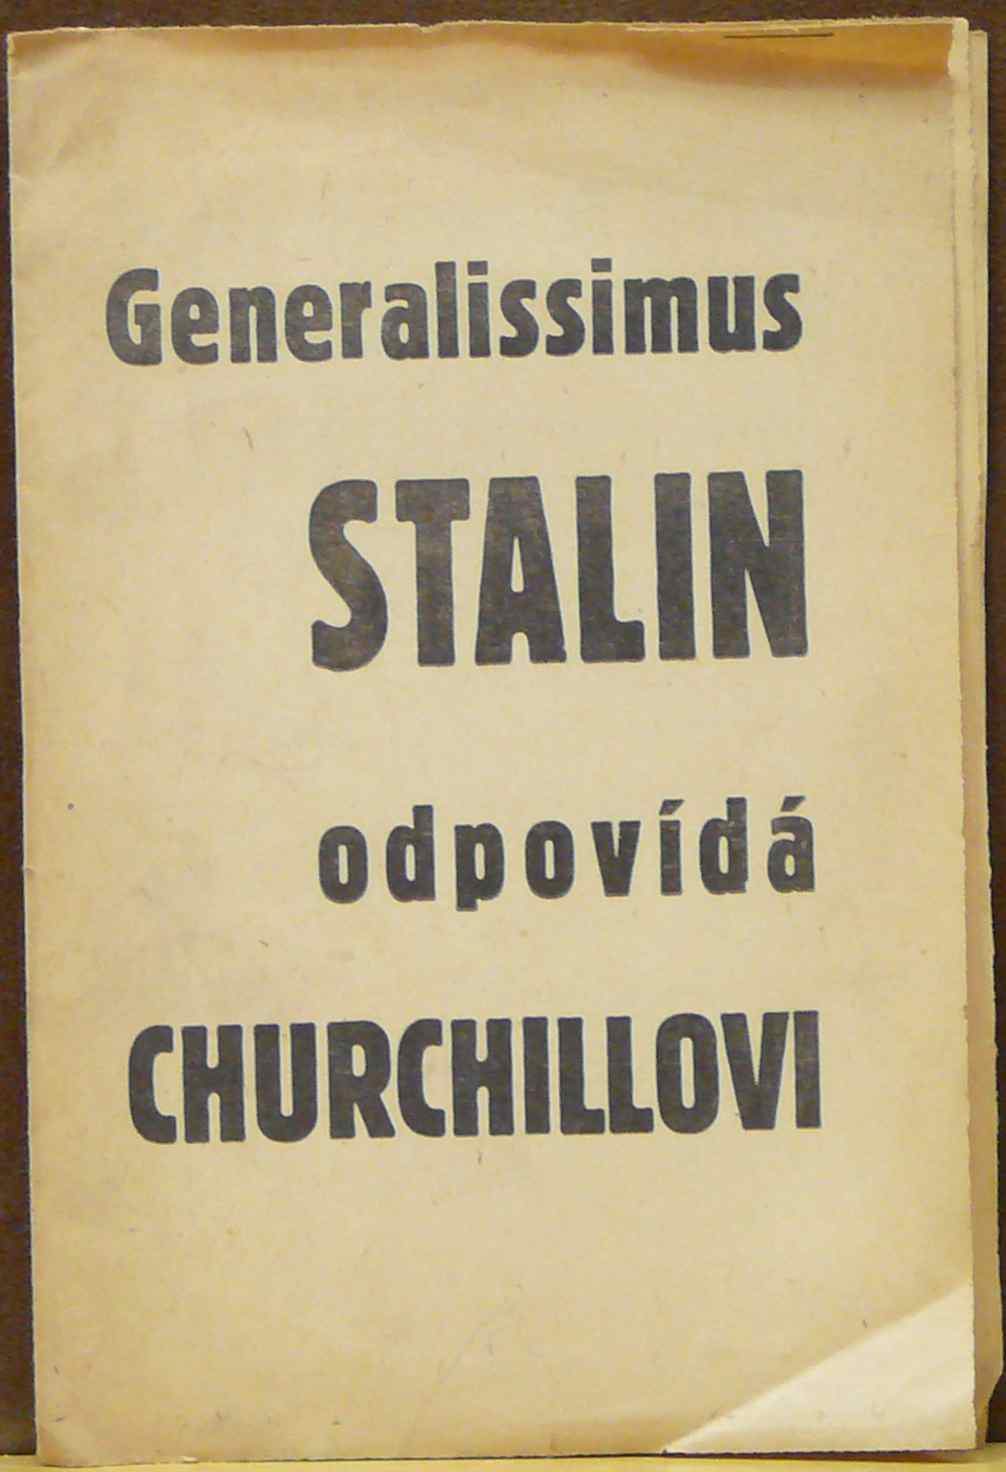 Generalissimus
STALIN
odpovídá
CHURCHILLOVI